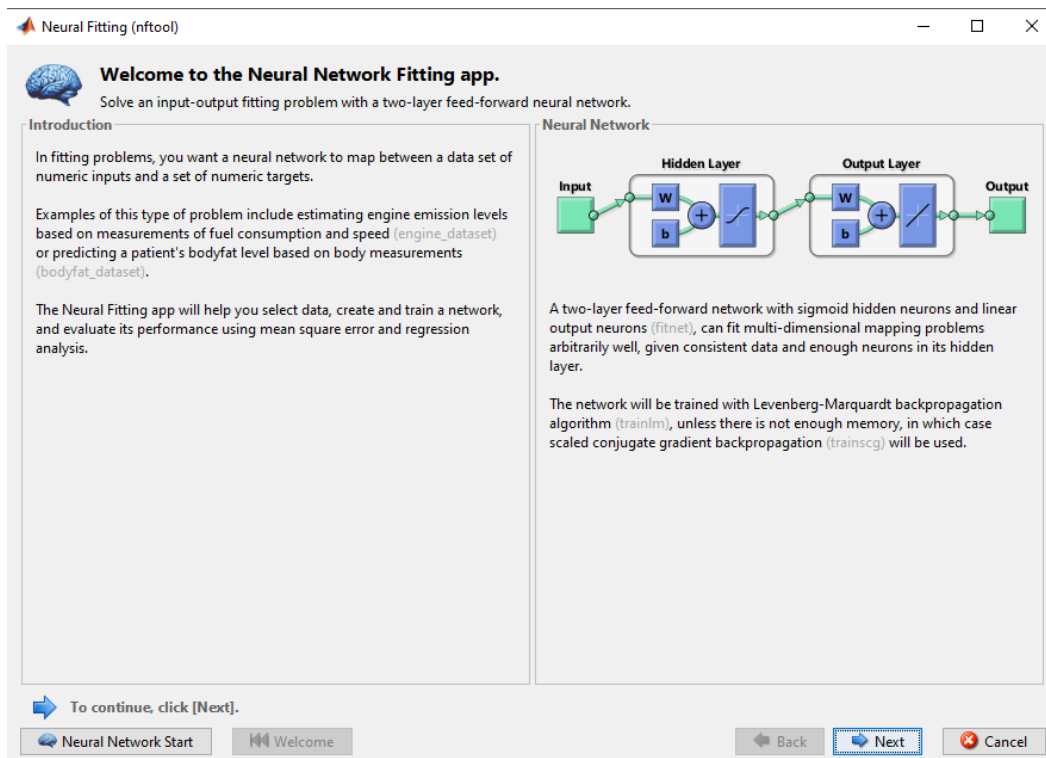 Neural Fitting (nftool)
Welcome to the Neural Network Fitting app.
Solve an input-output fitting problem with a two-layer feed-forward neural network.
Introduction
In fitting problems, you want a neural network to map between a data set of
numeric inputs and a set of numeric targets.
Examples of this type of problem include estimating engine emission levels
based on measurements of fuel consumption and speed (engine_dataset)
or predicting a patient's bodyfat level based on body measurements
(bodyfat_dataset).
The Neural Fitting app will help you select data, create and train a network,
and evaluate its performance using mean square error and regression
analysis.
Neural Network
Hidden Layer Output Layer
Input Output
W W
b b
A two-layer feed-forward network with sigmoid hidden neurons and linear
output neurons (fitnet), can fit multi-dimensional mapping problems
arbitrarily well, given consistent data and enough neurons in its hidden
layer.
The network will be trained with Levenberg-Marquardt backpropagation
algorithm (trainlm), unless there is not enough memory, in which case
scaled conjugate gradient backpropagation (trainscg) will be used.
To continue, click [Next].
Neural Network Start Welcome Back Next Cancel